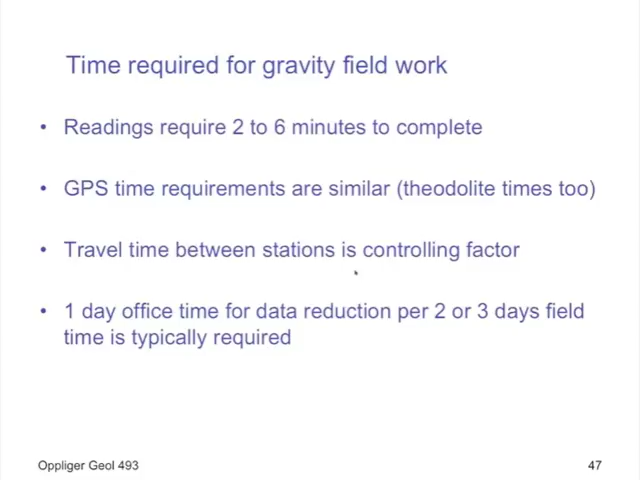 Time required for gravity field work
• Readings require 2 to 6 minutes to complete
• GPS time requirements are similar (theodolite times too)
• Travel time between stations is controlling factor
• 1 day office time for data reduction per 2 or 3 days field
time is typically required
Oppliger Geol 493
47